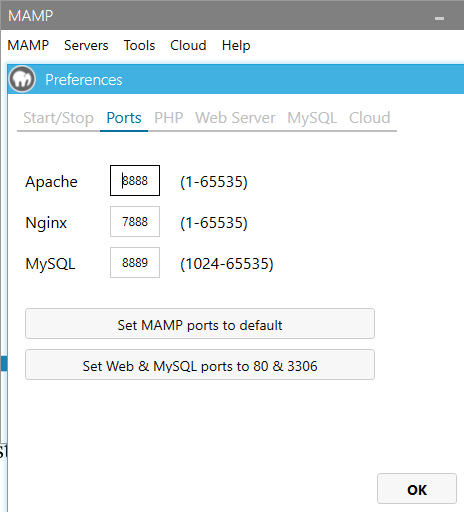 MAMP
MAMP Servers Tools Cloud Help
Preferences
Start/Stop Ports PHP Web Server MySQL Cloud
Apache 8888 (1-65535)
Nginx 7888 (1-65535)
MySQL 8889 (1024-65535)
Set MAMP ports to default
Set Web & MySQL ports to 80 & 3306
OK